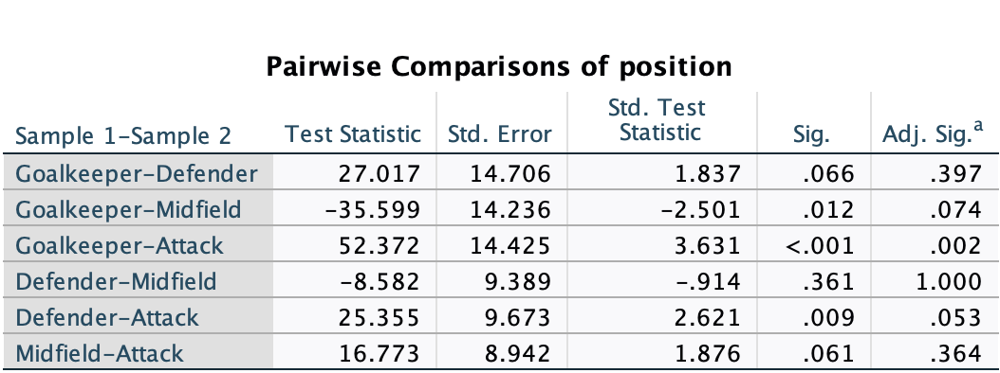 Pairwise Comparisons of position
Sample 1-Sample 2 Test Statistic Std. Error Std. Test Statistic Sig. Adj. Sig.a
Goalkeeper-Defender 27.017 14.706 1.837 .066 .397
Goalkeeper-Midfield -35.599 14.236 -2.501 .012 .074
Goalkeeper-Attack 52.372 14.425 3.631 <.001 .002
Defender-Midfield -8.582 9.389 -.914 .361 1.000
Defender-Attack 25.355 9.673 2.621 .009 .053
Midfield-Attack 16.773 8.942 1.876 .061 .364